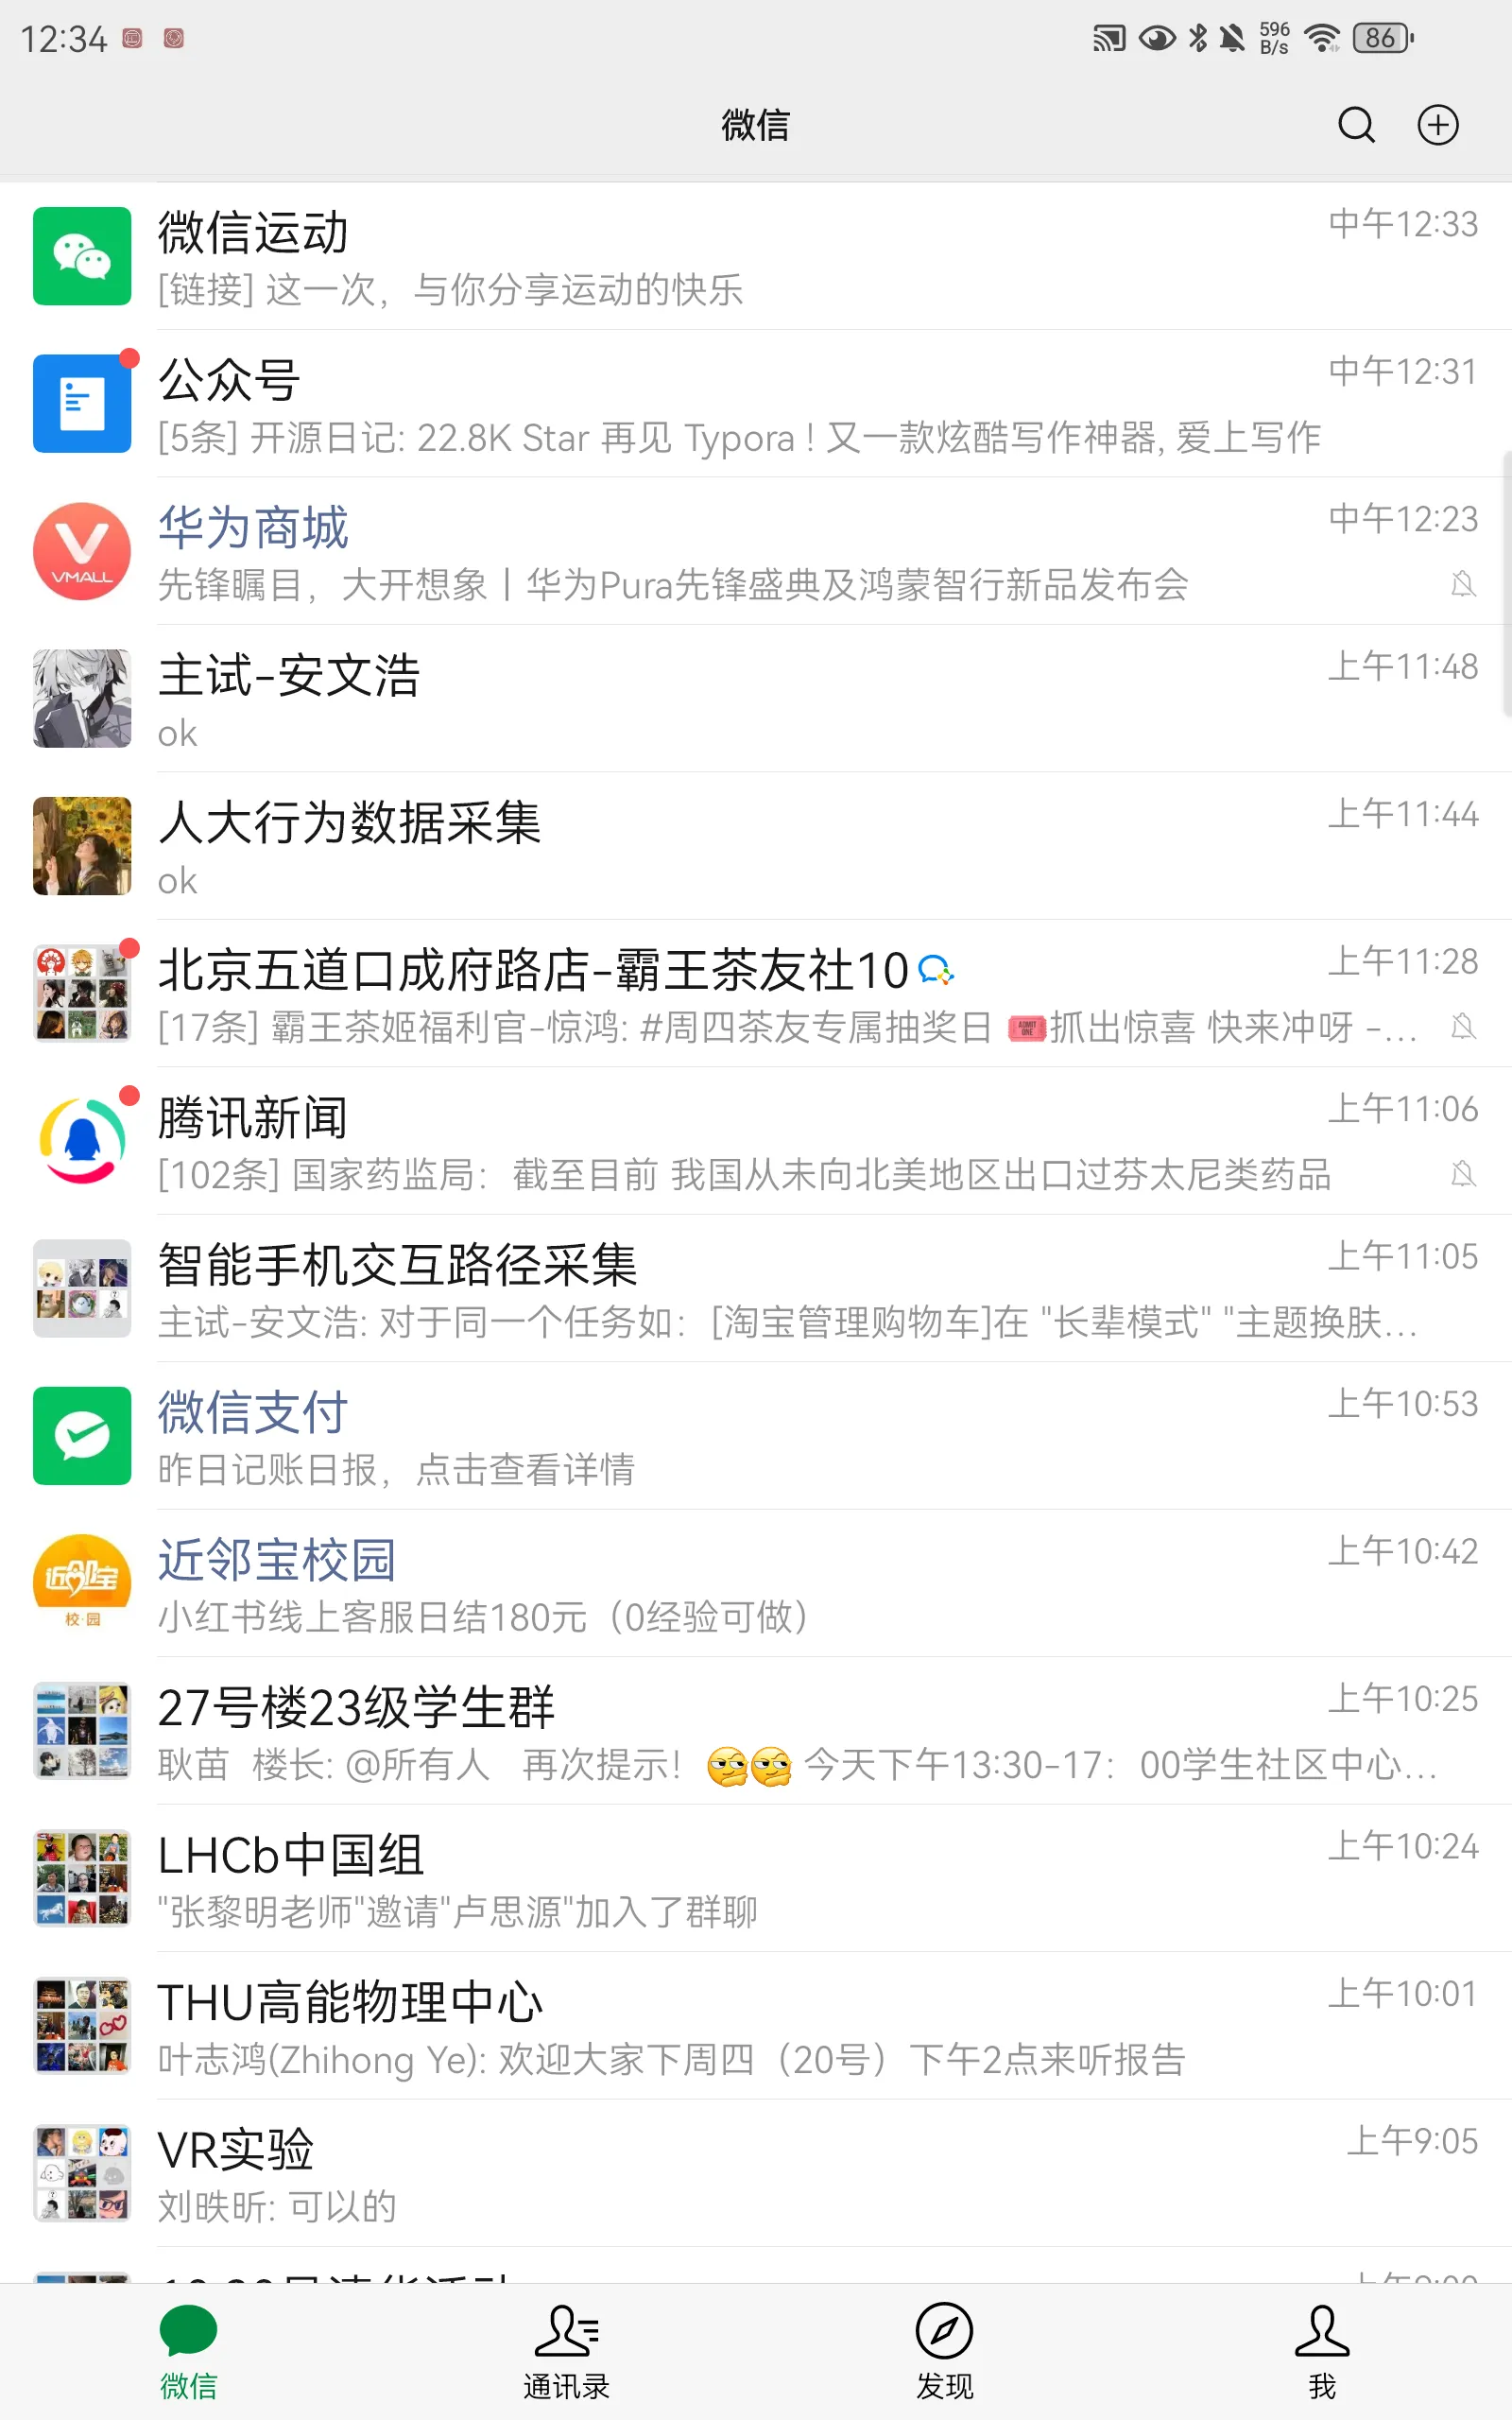 12:34
596
B/s
86
微信
微信运动
中午12:33
[链接] 这一次，与你分享运动的快乐
公众号
中午12:31
[5条] 开源日记: 22.8K Star 再见 Typora ! 又一款炫酷写作神器, 爱上写作
华为商城
中午12:23
VMALL
先锋瞩目，大开想象丨华为Pura先锋盛典及鸿蒙智行新品发布会
主试-安文浩
上午11:48
ok
人大行为数据采集
上午11:44
ok
北京五道口成府路店-霸王茶友社10
上午11:28
[17条] 霸王茶姬福利官-惊鸿: #周四茶友专属抽奖日 🎟️抓出惊喜 快来冲呀 -...
腾讯新闻
上午11:06
[102条] 国家药监局：截至目前 我国从未向北美地区出口过芬太尼类药品
智能手机交互路径采集
上午11:05
主试-安文浩: 对于同一个任务如：[淘宝管理购物车]在 "长辈模式" "主题换肤...
微信支付
上午10:53
昨日记账日报，点击查看详情
近邻宝校园
上午10:42
近邻宝
校·园
小红书线上客服日结180元（0经验可做）
27号楼23级学生群
上午10:25
耿苗 楼长: @所有人 再次提示！ 今天下午13:30-17：00学生社区中心...
LHCb中国组
上午10:24
"张黎明老师"邀请"卢思源"加入了群聊
THU高能物理中心
上午10:01
叶志鸿(Zhihong Ye): 欢迎大家下周四（20号）下午2点来听报告
VR实验
上午9:05
刘昳昕: 可以的
微信
通讯录
发现
我